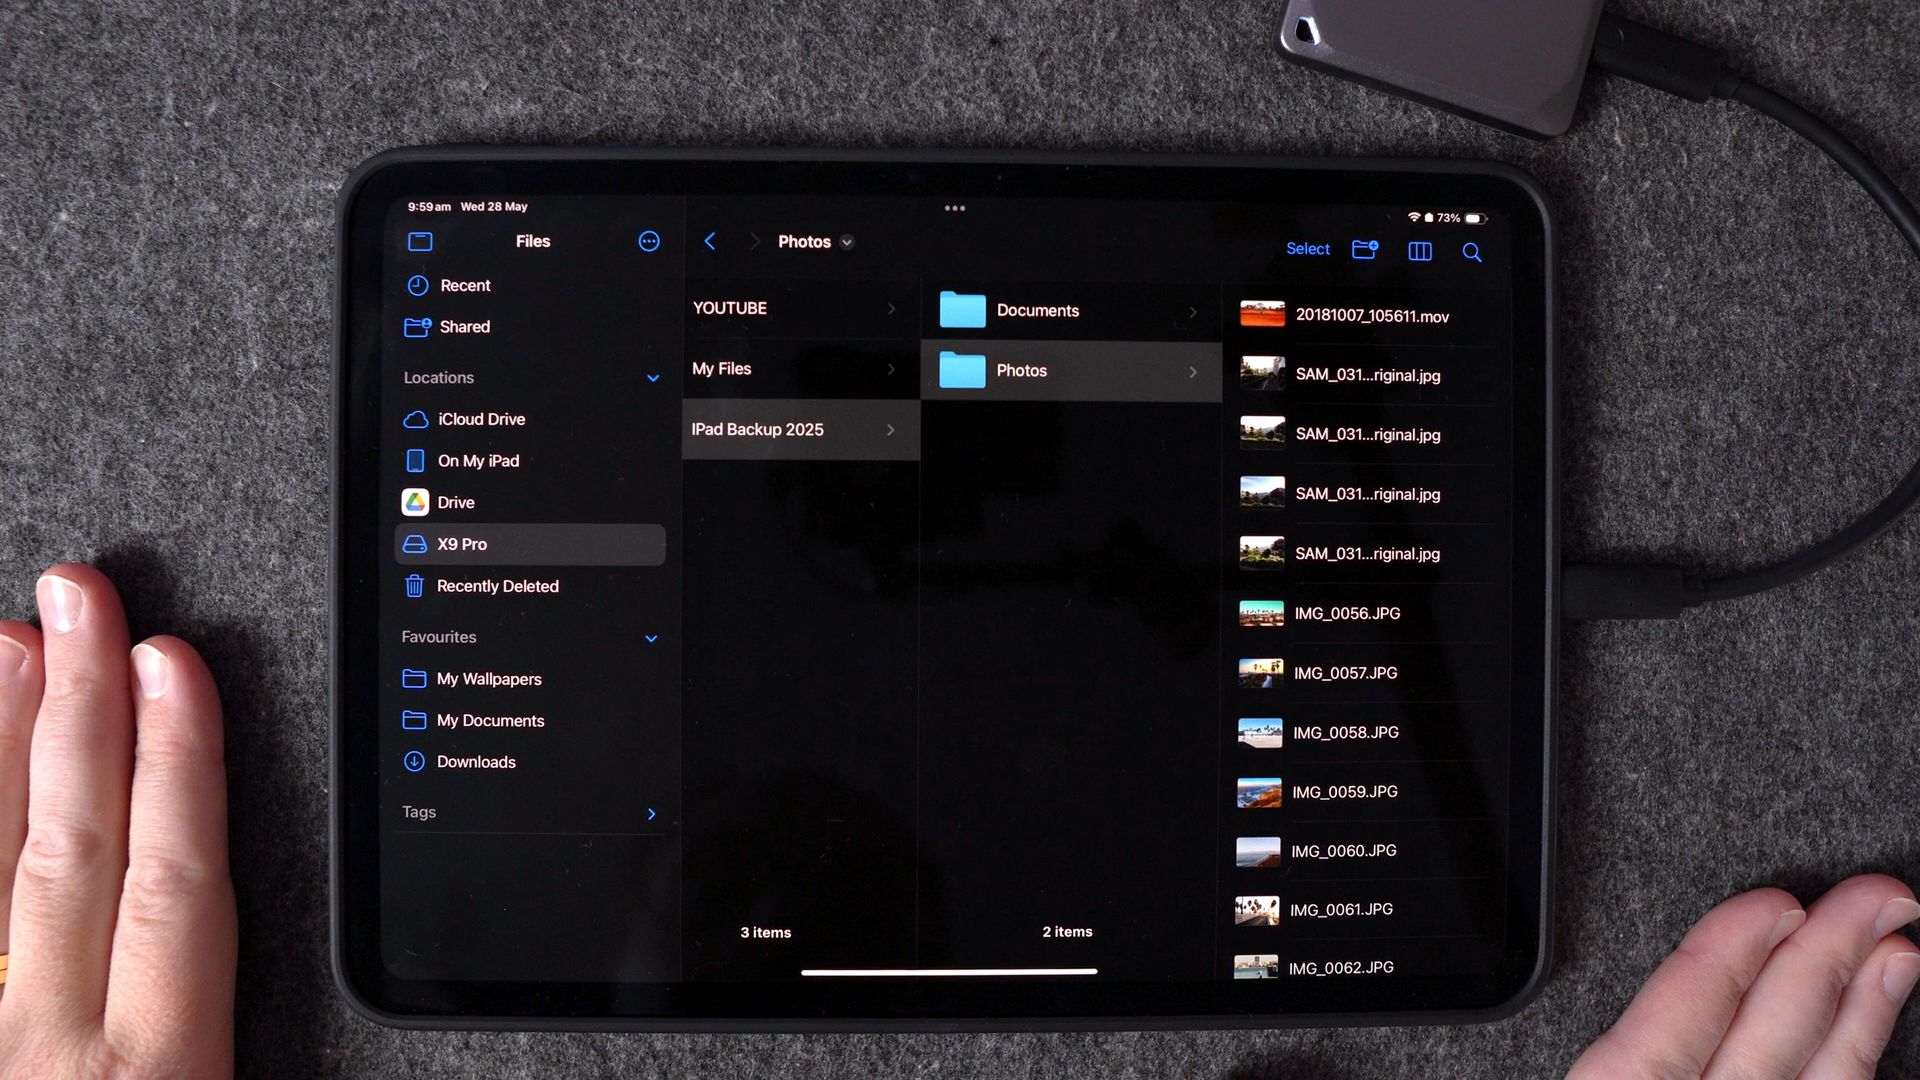 9:59 am Wed 28 May
73%
Files
Recent
Shared
Locations
iCloud Drive
On My iPad
Drive
X9 Pro
Recently Deleted
Favourites
My Wallpapers
My Documents
Downloads
Tags
Photos
Select
YOUTUBE
My Files
IPad Backup 2025
3 items
Documents
Photos
2 items
20181007_105611.mov
SAM_031...riginal.jpg
SAM_031...riginal.jpg
SAM_031...riginal.jpg
SAM_031...riginal.jpg
IMG_0056.JPG
IMG_0057.JPG
IMG_0058.JPG
IMG_0059.JPG
IMG_0060.JPG
IMG_0061.JPG
IMG_0062.JPG